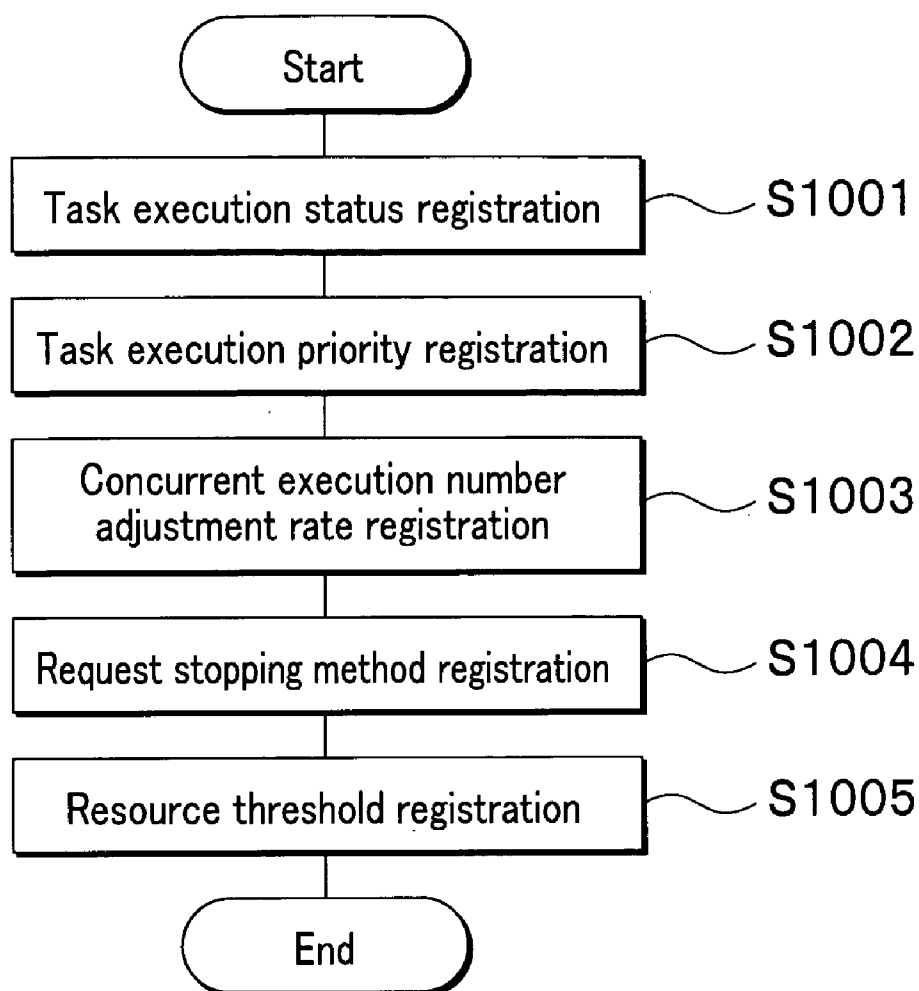 Start
Task execution status registration
S1001
Task execution priority registration
S1002
Concurrent execution number
adjustment rate registration
S1003
Request stopping method registration
S1004
Resource threshold registration
S1005
End